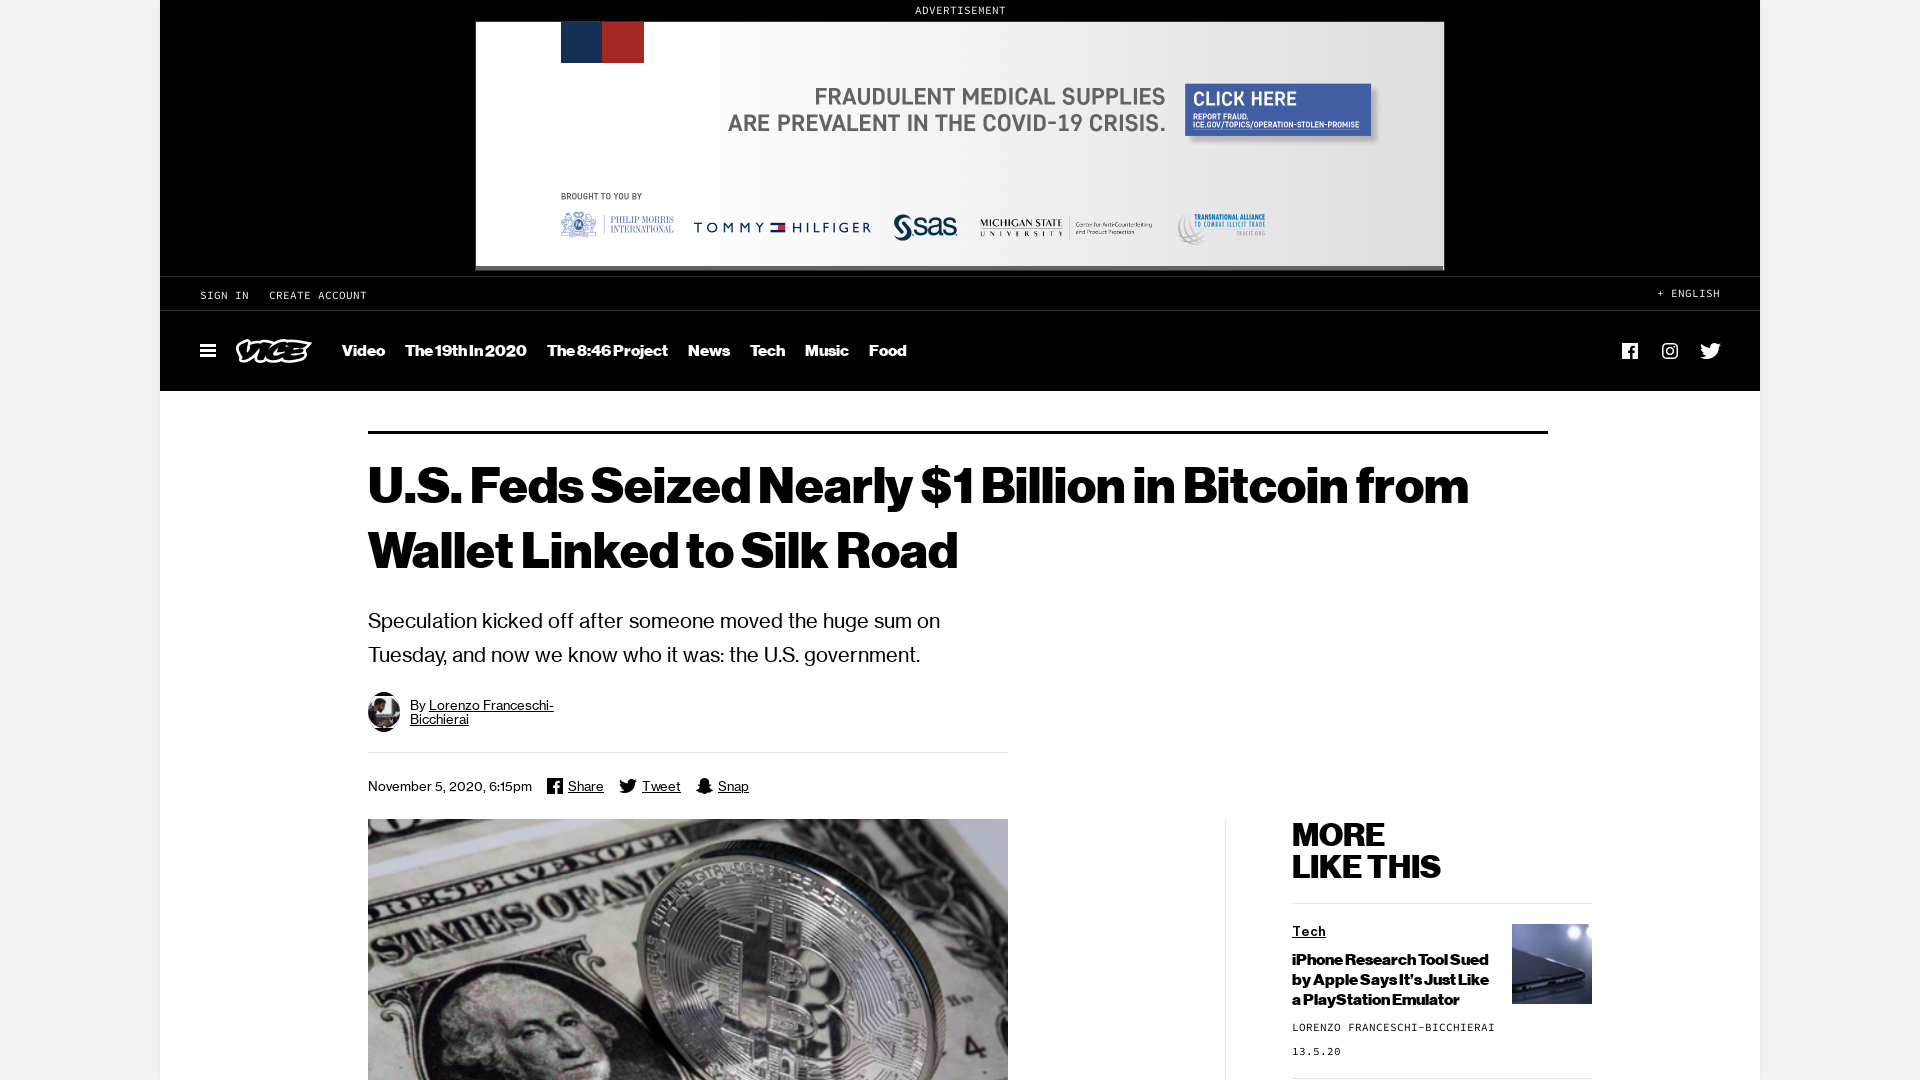 ADVERTISEMENT
FRAUDULENT MEDICAL SUPPLIES
ARE PREVALENT IN THE COVID-19 CRISIS.
CLICK HERE
REPORT FRAUD.
ICE.GOV/TOPICS/OPERATION-STOLEN-PROMISE
BROUGHT TO YOU BY
PHILIP MORRIS
INTERNATIONAL
TOMMY HILFIGER
sas
MICHIGAN STATE
UNIVERSITY
Center for Anti-Counterfeiting
and Product Protection
TRANSNATIONAL ALLIANCE
TO COMBAT ILLICIT TRADE
TRACIT.ORG
SIGN IN CREATE ACCOUNT
+ ENGLISH
VICE
Video The 19th In 2020 The 8:46 Project News Tech Music Food
U.S. Feds Seized Nearly $1 Billion in Bitcoin from
Wallet Linked to Silk Road
Speculation kicked off after someone moved the huge sum on
Tuesday, and now we know who it was: the U.S. government.
By Lorenzo Franceschi-
Bicchierai
November 5, 2020, 6:15pm Share Tweet Snap
RESERVE NOTE
STATES OF AM
MORE
LIKE THIS
Tech
iPhone Research Tool Sued
by Apple Says It's Just Like
a PlayStation Emulator
LORENZO FRANCESCHI-BICCHIERAI
13.5.20